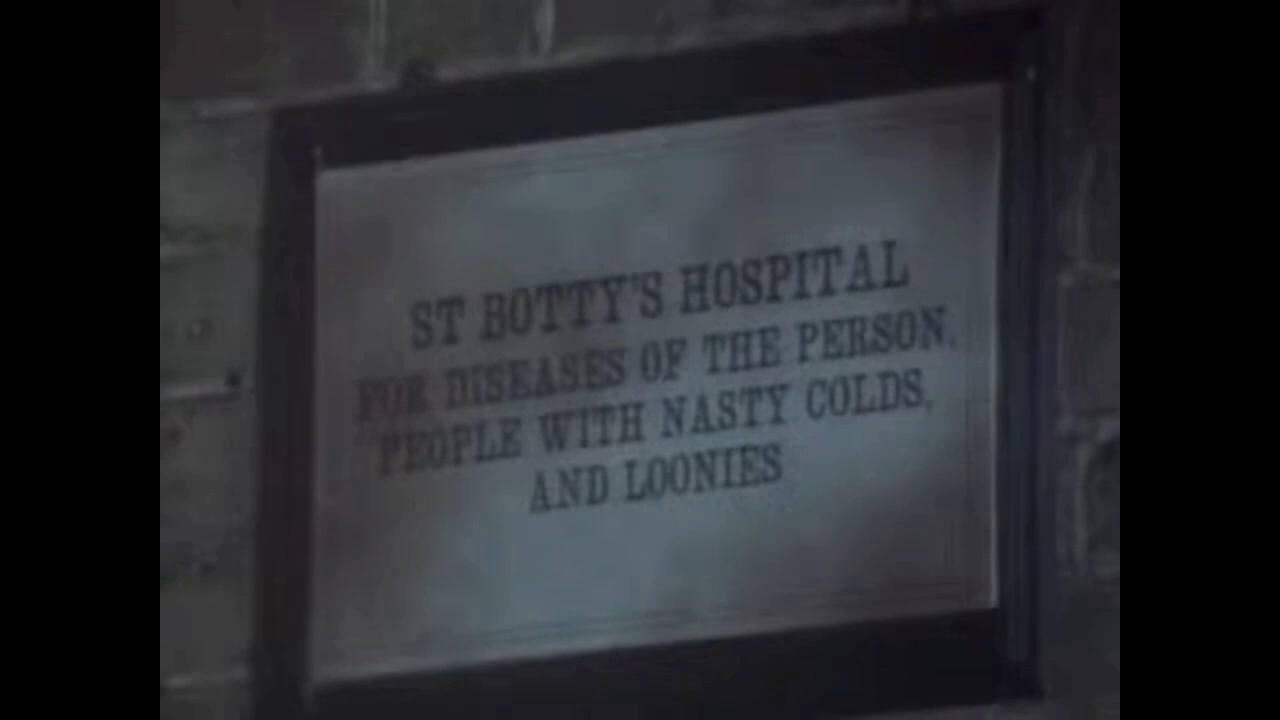 ST BOTTY'S HOSPITAL
FOR DISEASES OF THE PERSON,
PEOPLE WITH NASTY COLDS,
AND LOONIES